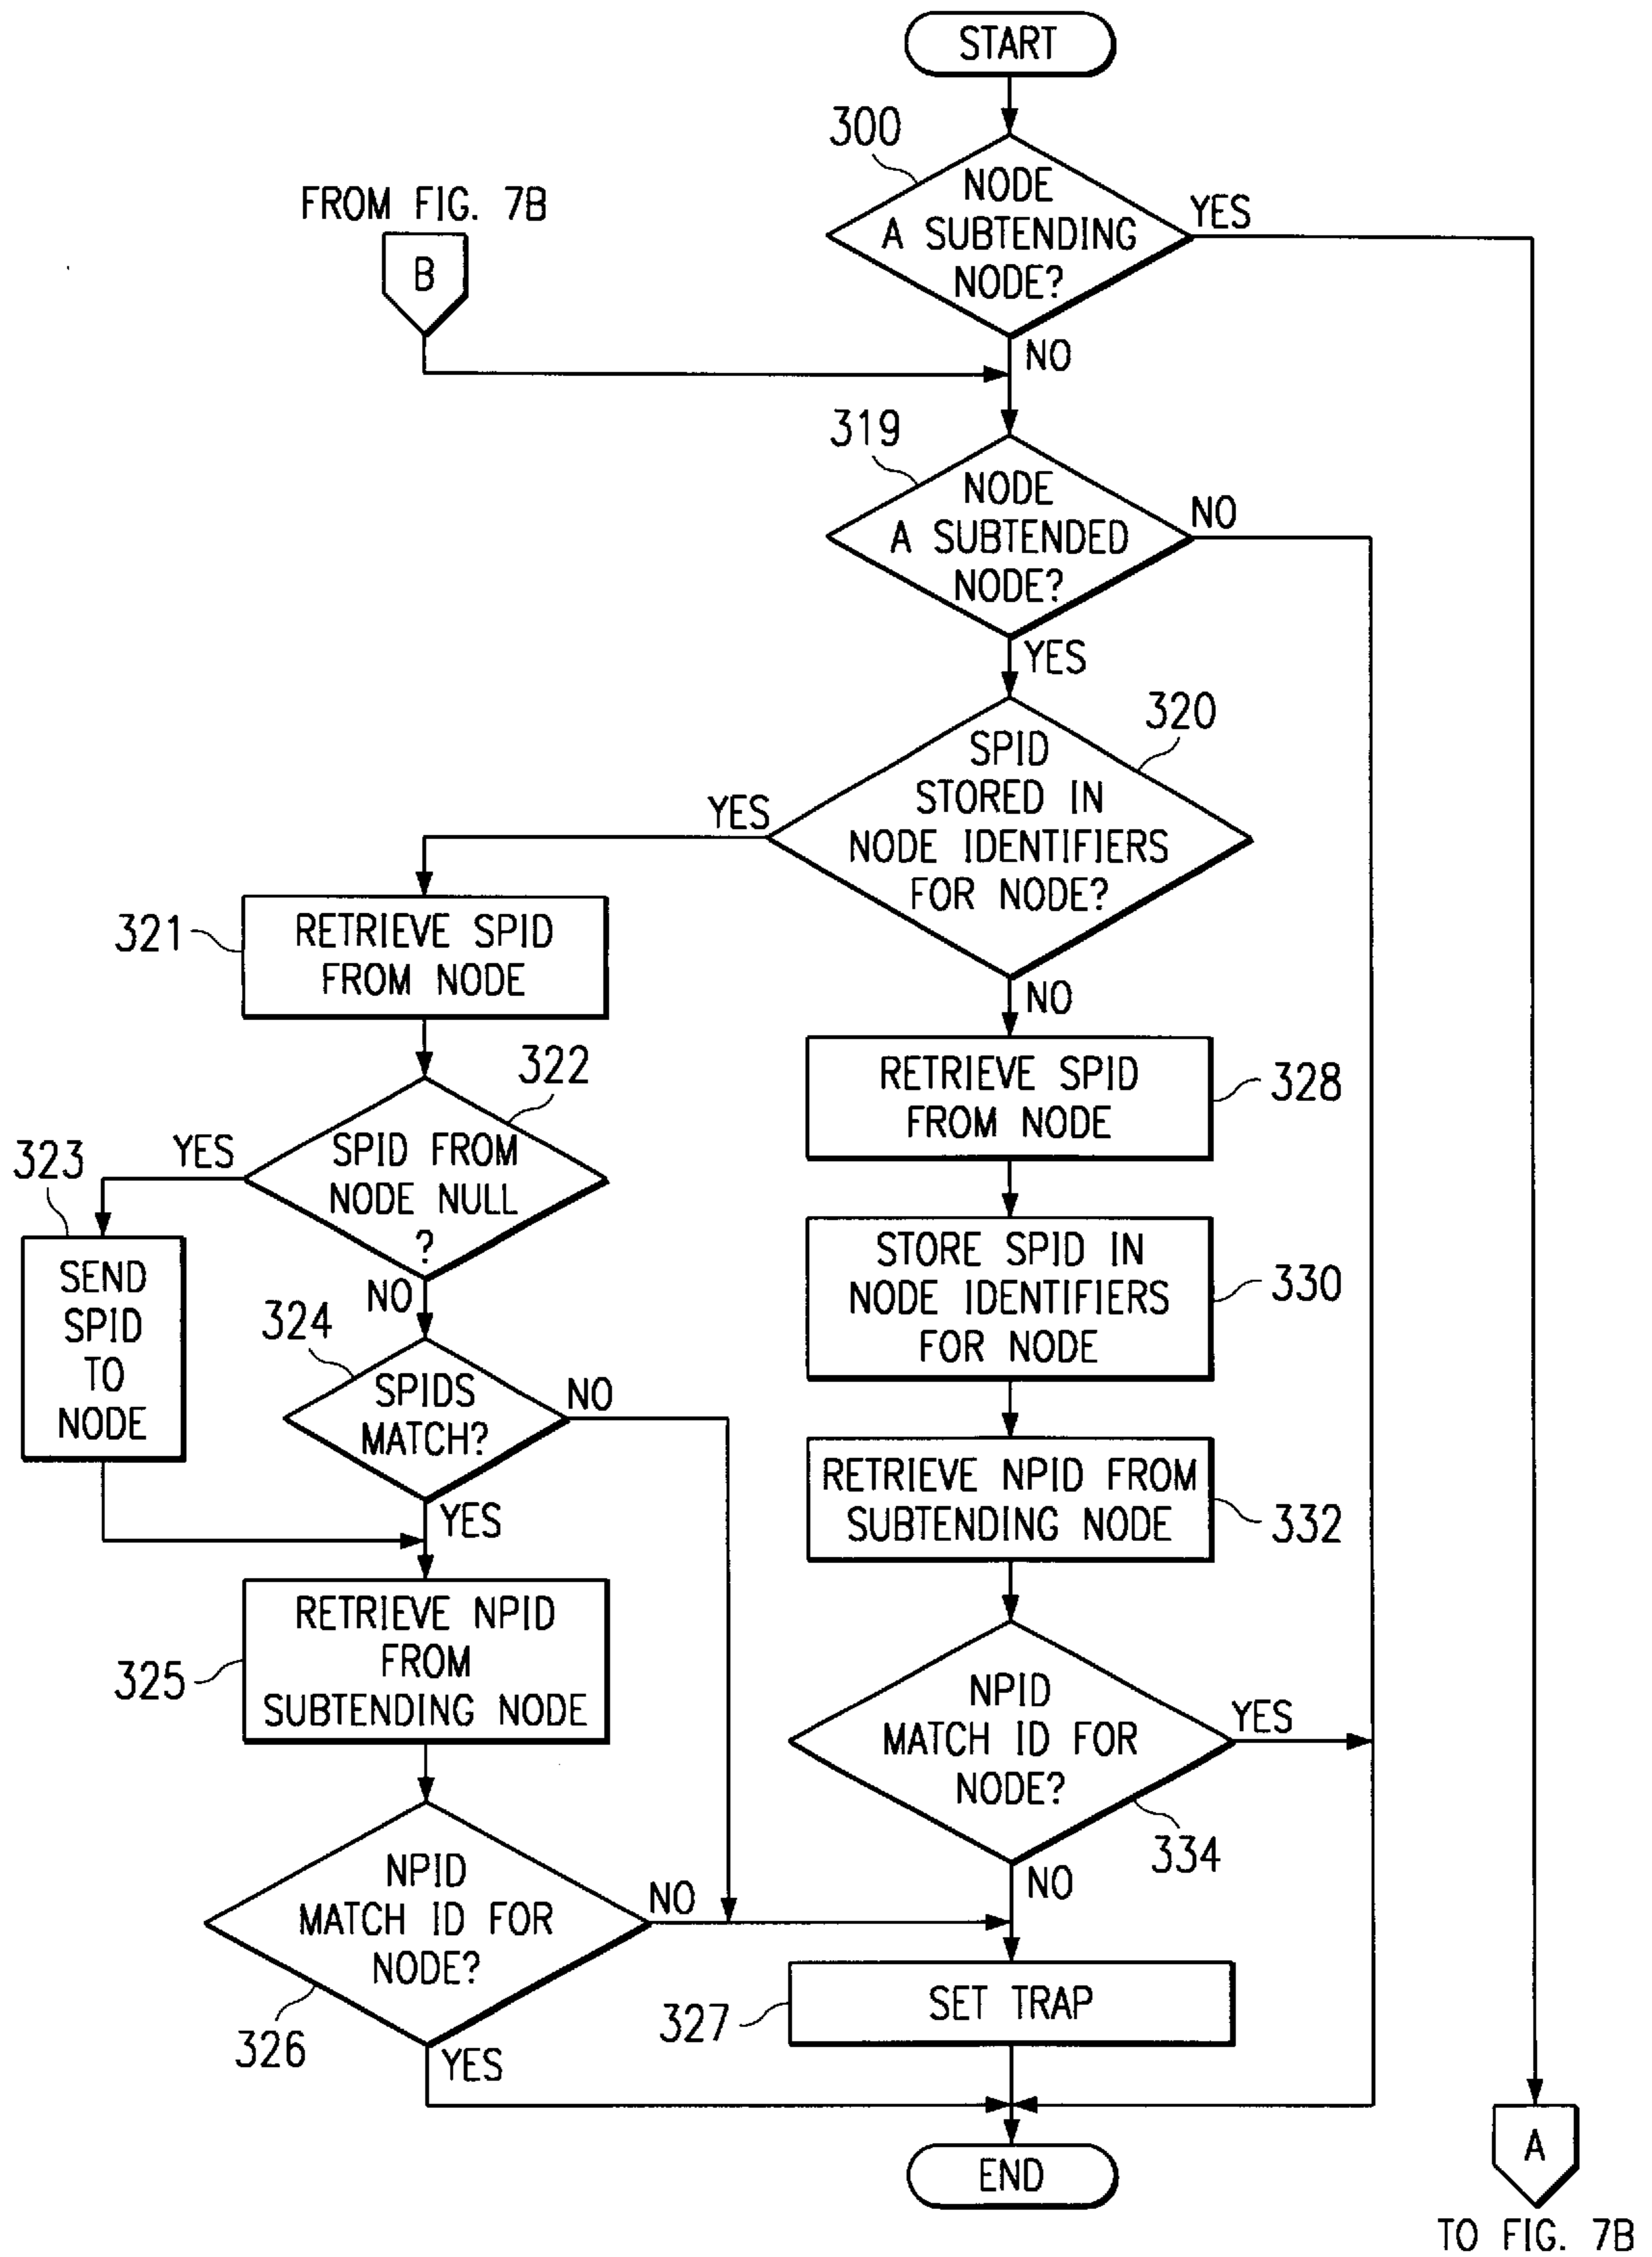 START
300
NODE
A SUBTENDING
NODE?
YES
NO
FROM FIG. 7B
B
319
NODE
A SUBTENDED
NODE?
NO
YES
320
SPID
STORED IN
NODE IDENTIFIERS
FOR NODE?
YES
NO
321
RETRIEVE SPID
FROM NODE
322
SPID FROM
NODE NULL
?
YES
NO
323
SEND
SPID
TO
NODE
324
SPIDS
MATCH?
NO
YES
325
RETRIEVE NPID
FROM
SUBTENDING NODE
NPID
MATCH ID FOR
NODE?
326
NO
YES
RETRIEVE SPID
FROM NODE
328
STORE SPID IN
NODE IDENTIFIERS
FOR NODE
330
RETRIEVE NPID FROM
SUBTENDING NODE
332
NPID
MATCH ID FOR
NODE?
YES
334
NO
327
SET TRAP
END
A
TO FIG. 7B